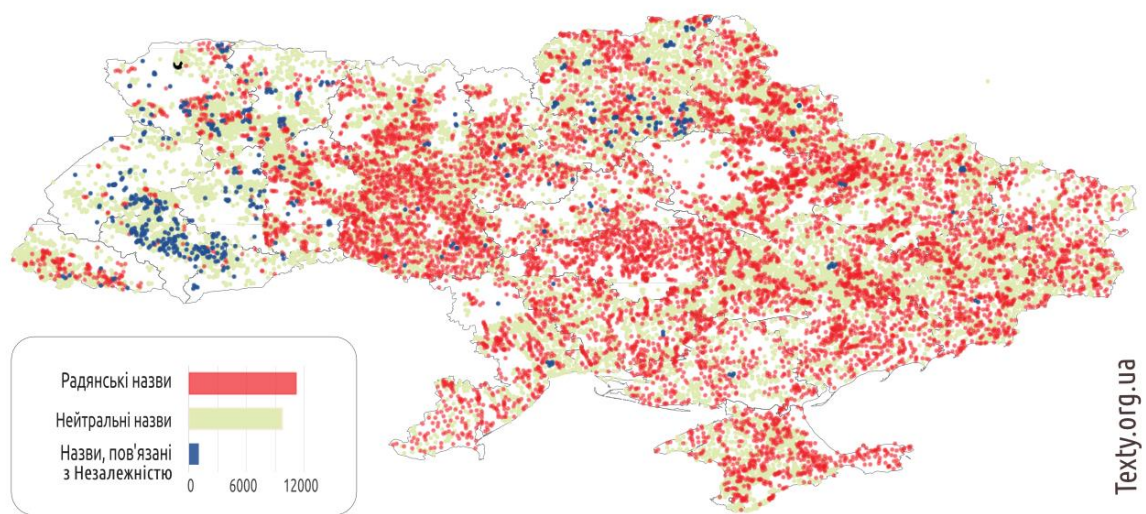 Радянські назви
Нейтральні назви
Назви, пов'язані
з Незалежністю
0 6000 12000
Texty.org.ua